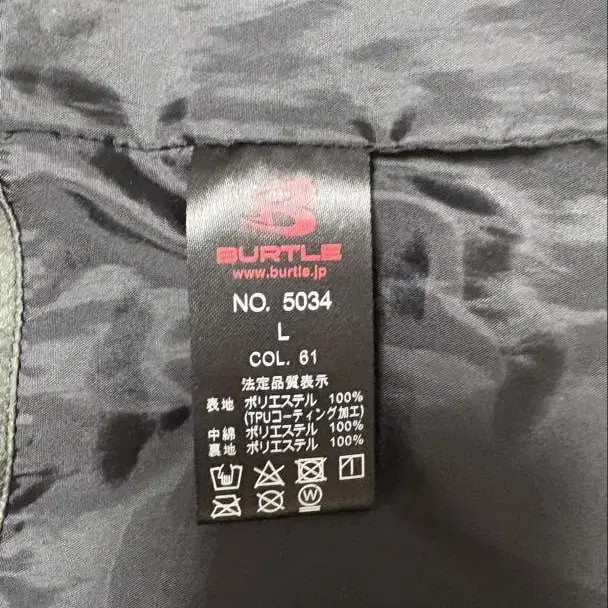 BURTLE
www.burtle.jp
NO. 5034
L
COL. 61
法定品質表示
表地 ポリエステル 100%
(TPUコーティング加工)
中綿 ポリエステル 100%
裏地 ポリエステル 100%
W